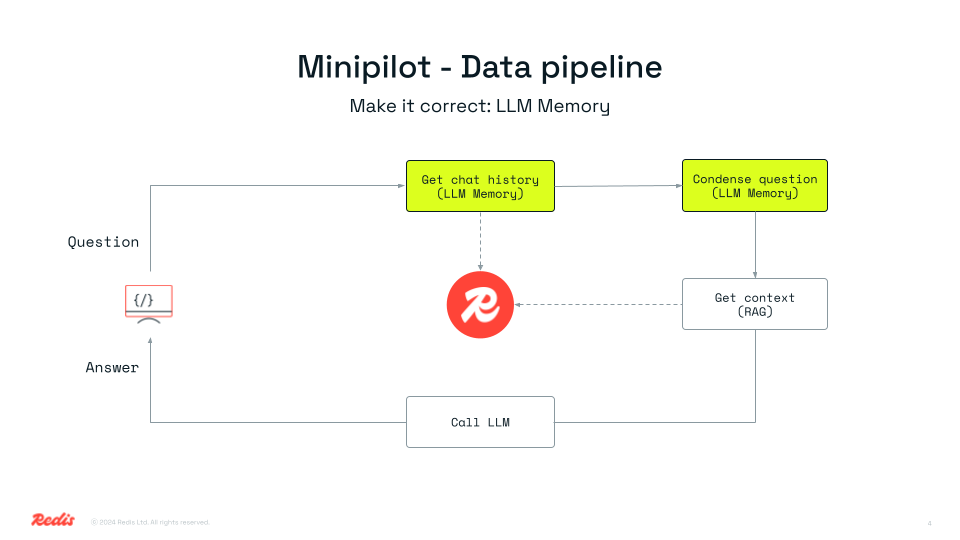 Minipilot - Data pipeline
Make it correct: LLM Memory
Get chat history
(LLM Memory)
Condense question
(LLM Memory)
Question
{/}
Get context
(RAG)
Answer
Call LLM
Redis
© 2024 Redis Ltd. All rights reserved.
4